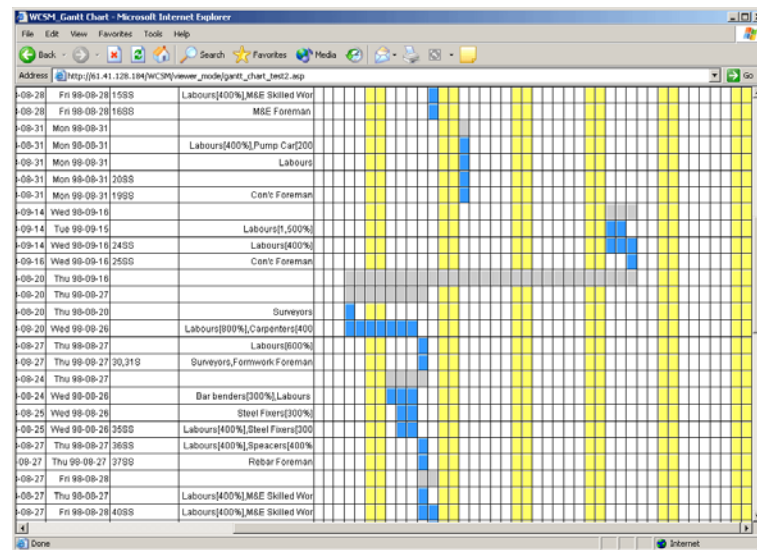 WCSM_Gantt Chart - Microsoft Internet Explorer
File Edit View Favorites Tools Help
Back Search Favorites Media
Address http://61.41.128.184/WCSM/viewer_mode/gantt_chart_test2.asp Go
-08-28 Fri 98-08-28 15SS Labours[400%],M&E Skilled Wor
-08-28 Fri 98-08-28 16SS M&E Foreman
-08-31 Mon 98-08-31
-08-31 Mon 98-08-31 Labours[400%],Pump Car[200
-08-31 Mon 98-08-31 Labours
-08-31 Mon 98-08-31 20SS
-08-31 Mon 98-08-31 19SS Con'c Foreman
-09-14 Wed 98-09-16
-09-14 Tue 98-09-15 Labours[1,500%]
-09-14 Wed 98-09-16 24SS Labours[400%]
-09-16 Wed 98-09-16 25SS Con'c Foreman
-08-20 Thu 98-09-16
-08-20 Thu 98-08-27
-08-20 Thu 98-08-20 Surveyors
-08-20 Wed 98-08-26 Labours[800%],Carpenters[400
-08-27 Thu 98-08-27 Labours[600%]
-08-27 Thu 98-08-27 30,31S Surveyors,Formwork Foreman
-08-24 Thu 98-08-27
-08-24 Wed 98-08-26 Bar benders[300%],Labours
-08-25 Wed 98-08-26 Steel Fixers[300%]
-08-25 Wed 98-08-26 35SS Labours[400%],Steel Fixers[300
-08-27 Thu 98-08-27 36SS Labours[400%],Speacers[400%
-08-27 Thu 98-08-27 37SS Rebar Foreman
-08-27 Fri 98-08-28
-08-27 Thu 98-08-27 Labours[400%],M&E Skilled Wor
-08-27 Fri 98-08-28 40SS Labours[400%],M&E Skilled Wor
Done Internet